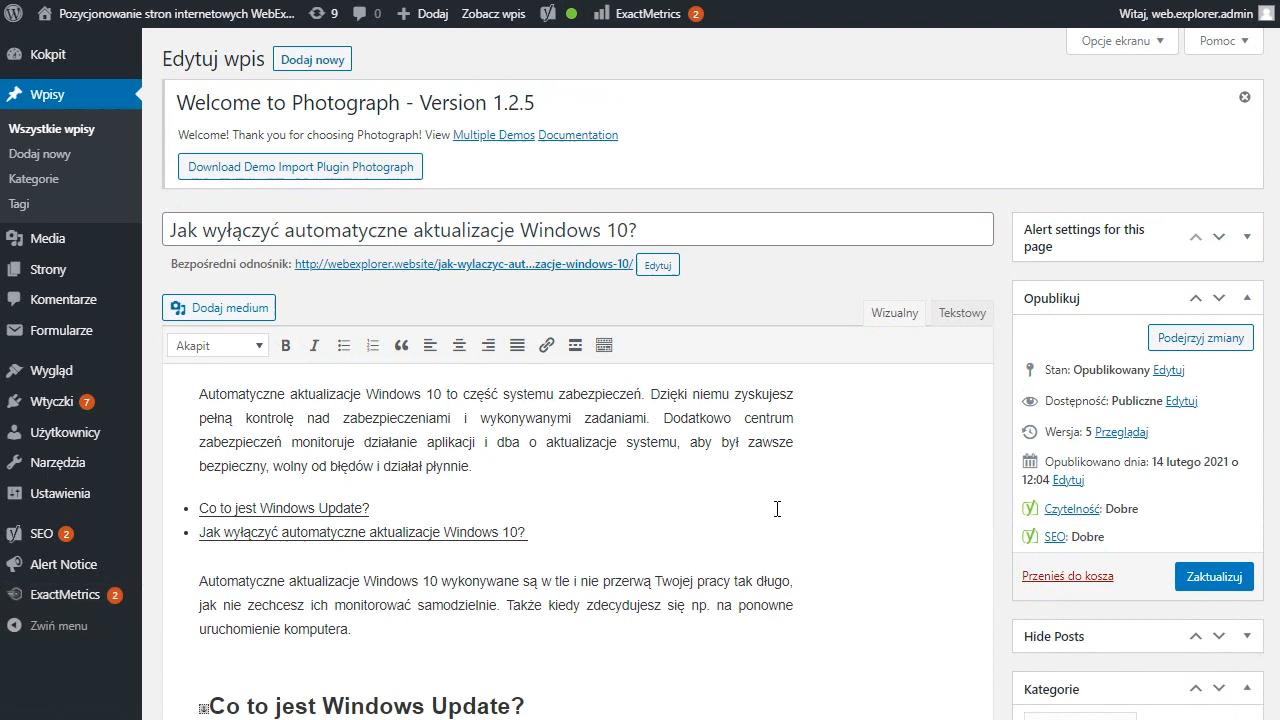 Pozycjonowanie stron internetowych WebEx... 9 0 Dodaj Zobacz wpis ExactMetrics 2 Witaj, web.explorer.admin
Kokpit
Wpisy
Wszystkie wpisy
Dodaj nowy
Kategorie
Tagi
Media
Strony
Komentarze
Formularze
Wygląd
Wtyczki 7
Użytkownicy
Narzędzia
Ustawienia
SEO 2
Alert Notice
ExactMetrics 2
Zwiń menu
Opcje ekranu Pomoc
Edytuj wpis Dodaj nowy
Welcome to Photograph - Version 1.2.5
Welcome! Thank you for choosing Photograph! View Multiple Demos Documentation
Download Demo Import Plugin Photograph
Jak wyłączyć automatyczne aktualizacje Windows 10?
Bezpośredni odnośnik: http://webexplorer.website/jak-wylaczyc-aut...zacje-windows-10/ Edytuj
Dodaj medium
Wizualny Tekstowy
Akapit B I
Automatyczne aktualizacje Windows 10 to część systemu zabezpieczeń. Dzięki niemu zyskujesz
pełną kontrolę nad zabezpieczeniami i wykonywanymi zadaniami. Dodatkowo centrum
zabezpieczeń monitoruje działanie aplikacji i dba o aktualizacje systemu, aby był zawsze
bezpieczny, wolny od błędów i działał płynnie.
Co to jest Windows Update?
Jak wyłączyć automatyczne aktualizacje Windows 10?
Automatyczne aktualizacje Windows 10 wykonywane są w tle i nie przerwą Twojej pracy tak długo,
jak nie zechcesz ich monitorować samodzielnie. Także kiedy zdecydujesz się np. na ponowne
uruchomienie komputera.
Co to jest Windows Update?
Alert settings for this
page
Opublikuj
Podejrzyj zmiany
Stan: Opublikowany Edytuj
Dostępność: Publiczne Edytuj
Wersja: 5 Przeglądaj
Opublikowano dnia: 14 lutego 2021 o
12:04 Edytuj
Czytelność: Dobre
SEO: Dobre
Przenieś do kosza Zaktualizuj
Hide Posts
Kategorie